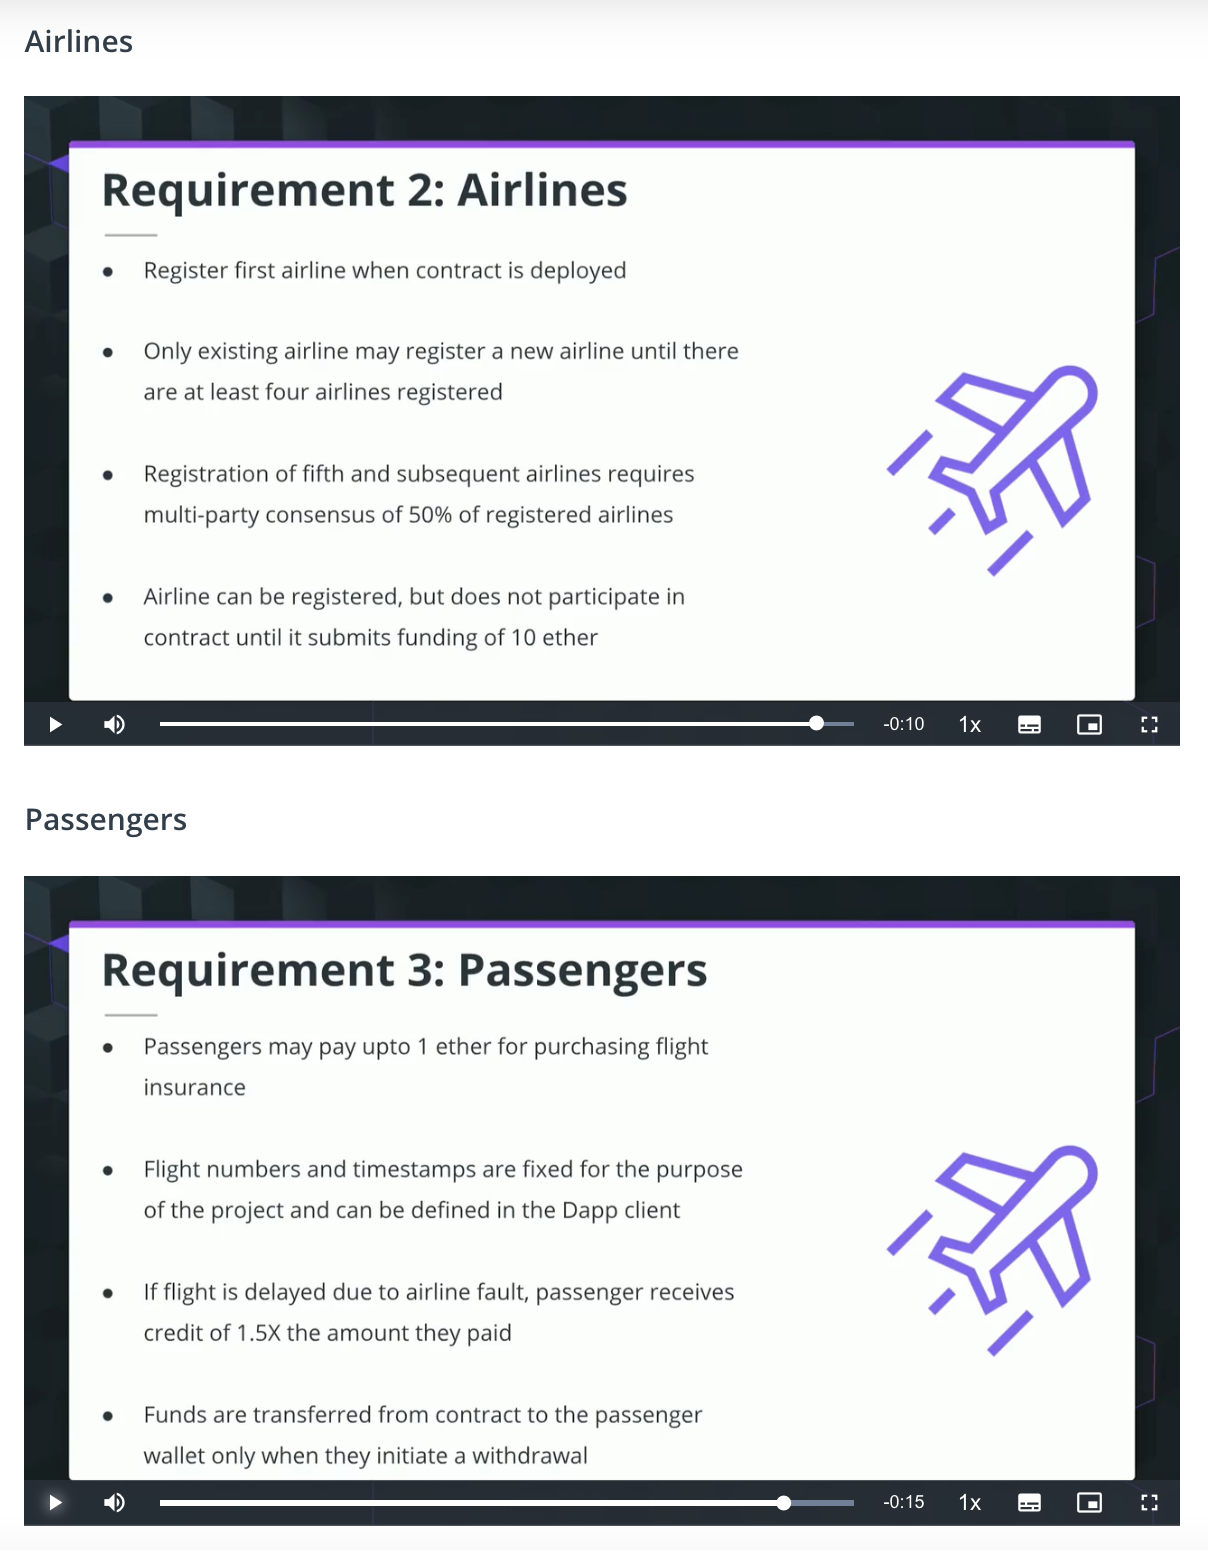 Airlines
Requirement 2: Airlines
● Register first airline when contract is deployed
● Only existing airline may register a new airline until there
are at least four airlines registered
● Registration of fifth and subsequent airlines requires
multi-party consensus of 50% of registered airlines
● Airline can be registered, but does not participate in
contract until it submits funding of 10 ether
-0:10 1x
Passengers
Requirement 3: Passengers
● Passengers may pay upto 1 ether for purchasing flight
insurance
● Flight numbers and timestamps are fixed for the purpose
of the project and can be defined in the Dapp client
● If flight is delayed due to airline fault, passenger receives
credit of 1.5X the amount they paid
● Funds are transferred from contract to the passenger
wallet only when they initiate a withdrawal
-0:15 1x